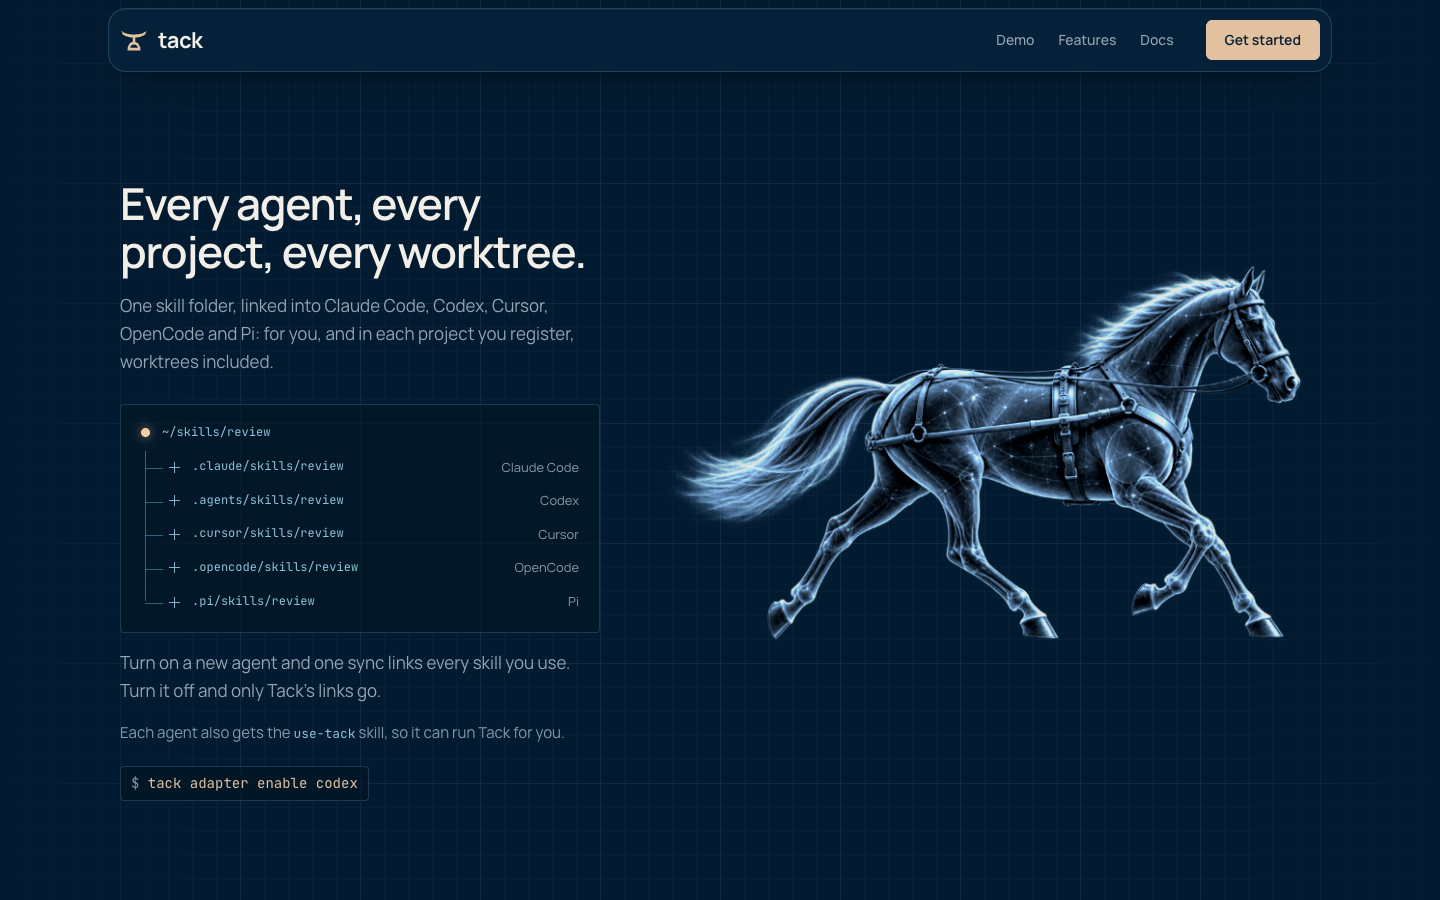 tack
Demo
Features
Docs
Get started
Every agent, every
project, every worktree.
One skill folder, linked into Claude Code, Codex, Cursor,
OpenCode and Pi: for you, and in each project you register,
worktrees included.
~/skills/review
.claude/skills/review Claude Code
.agents/skills/review Codex
.cursor/skills/review Cursor
.opencode/skills/review OpenCode
.pi/skills/review Pi
Turn on a new agent and one sync links every skill you use.
Turn it off and only Tack's links go.
Each agent also gets the use-tack skill, so it can run Tack for you.
$ tack adapter enable codex